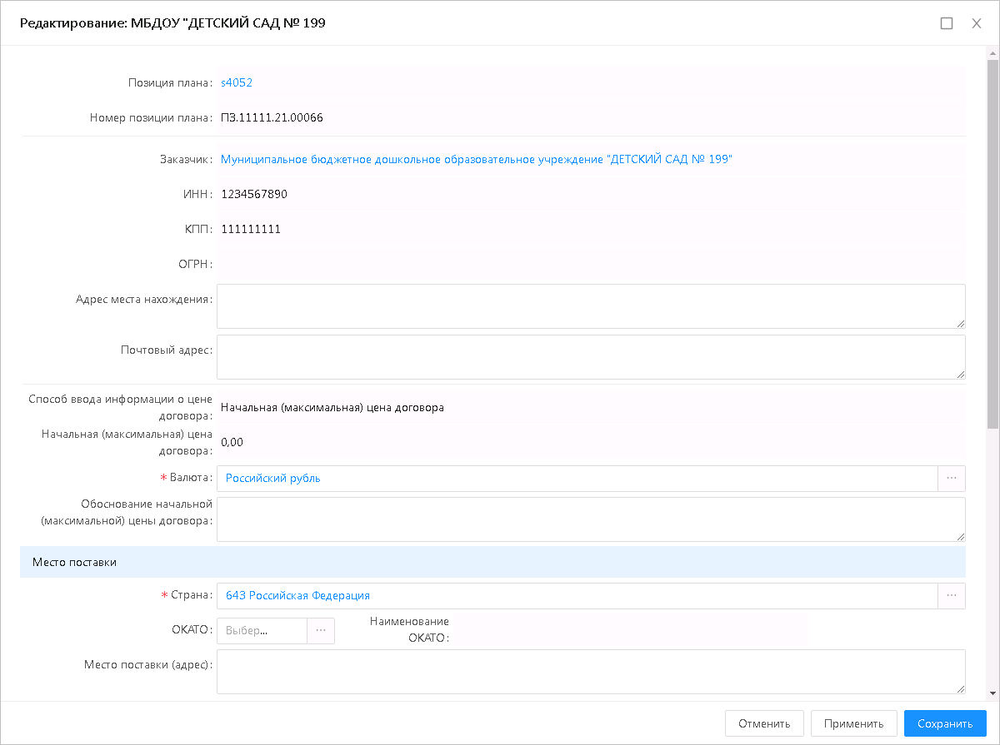 Редактирование: МБДОУ "ДЕТСКИЙ САД № 199
Позиция плана: s4052
Номер позиции плана: ПЗ.11111.21.00066
Заказчик: Муниципальное бюджетное дошкольное образовательное учреждение "ДЕТСКИЙ САД № 199"
ИНН: 1234567890
КПП: 111111111
ОГРН:
Адрес места нахождения:
Почтовый адрес:
Способ ввода информации о цене
договора: Начальная (максимальная) цена договора
Начальная (максимальная) цена
договора: 0,00
* Валюта: Российский рубль ...
Обоснование начальной
(максимальной) цены договора:
Место поставки
* Страна: 643 Российская Федерация ...
ОКАТО: Выбер... ... Наименование
ОКАТО:
Место поставки (адрес):
Отменить Применить Сохранить